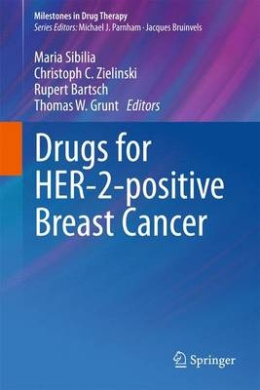 Milestones in Drug Therapy
Series Editors: Michael J. Parnham · Jacques Bruinvels
Maria Sibilia
Christoph C. Zielinski
Rupert Bartsch
Thomas W. Grunt Editors
Drugs for
HER-2-positive
Breast Cancer
Springer